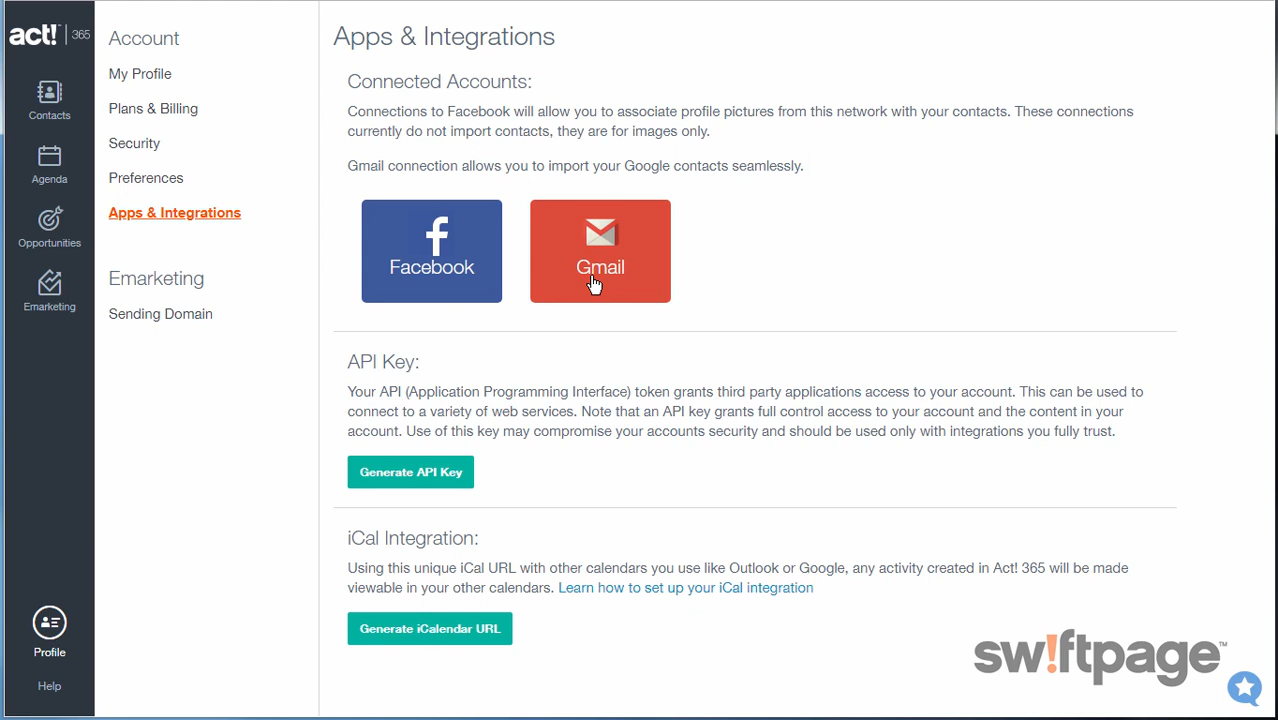 act! 365
Contacts
Agenda
Opportunities
Emarketing
Profile
Help
Account
My Profile
Plans & Billing
Security
Preferences
Apps & Integrations
Emarketing
Sending Domain
Apps & Integrations
Connected Accounts:
Connections to Facebook will allow you to associate profile pictures from this network with your contacts. These connections
currently do not import contacts, they are for images only.
Gmail connection allows you to import your Google contacts seamlessly.
Facebook
Gmail
API Key:
Your API (Application Programming Interface) token grants third party applications access to your account. This can be used to
connect to a variety of web services. Note that an API key grants full control access to your account and the content in your
account. Use of this key may compromise your accounts security and should be used only with integrations you fully trust.
Generate API Key
iCal Integration:
Using this unique iCal URL with other calendars you use like Outlook or Google, any activity created in Act! 365 will be made
viewable in your other calendars. Learn how to set up your iCal integration
Generate iCalendar URL
sw!ftpage™